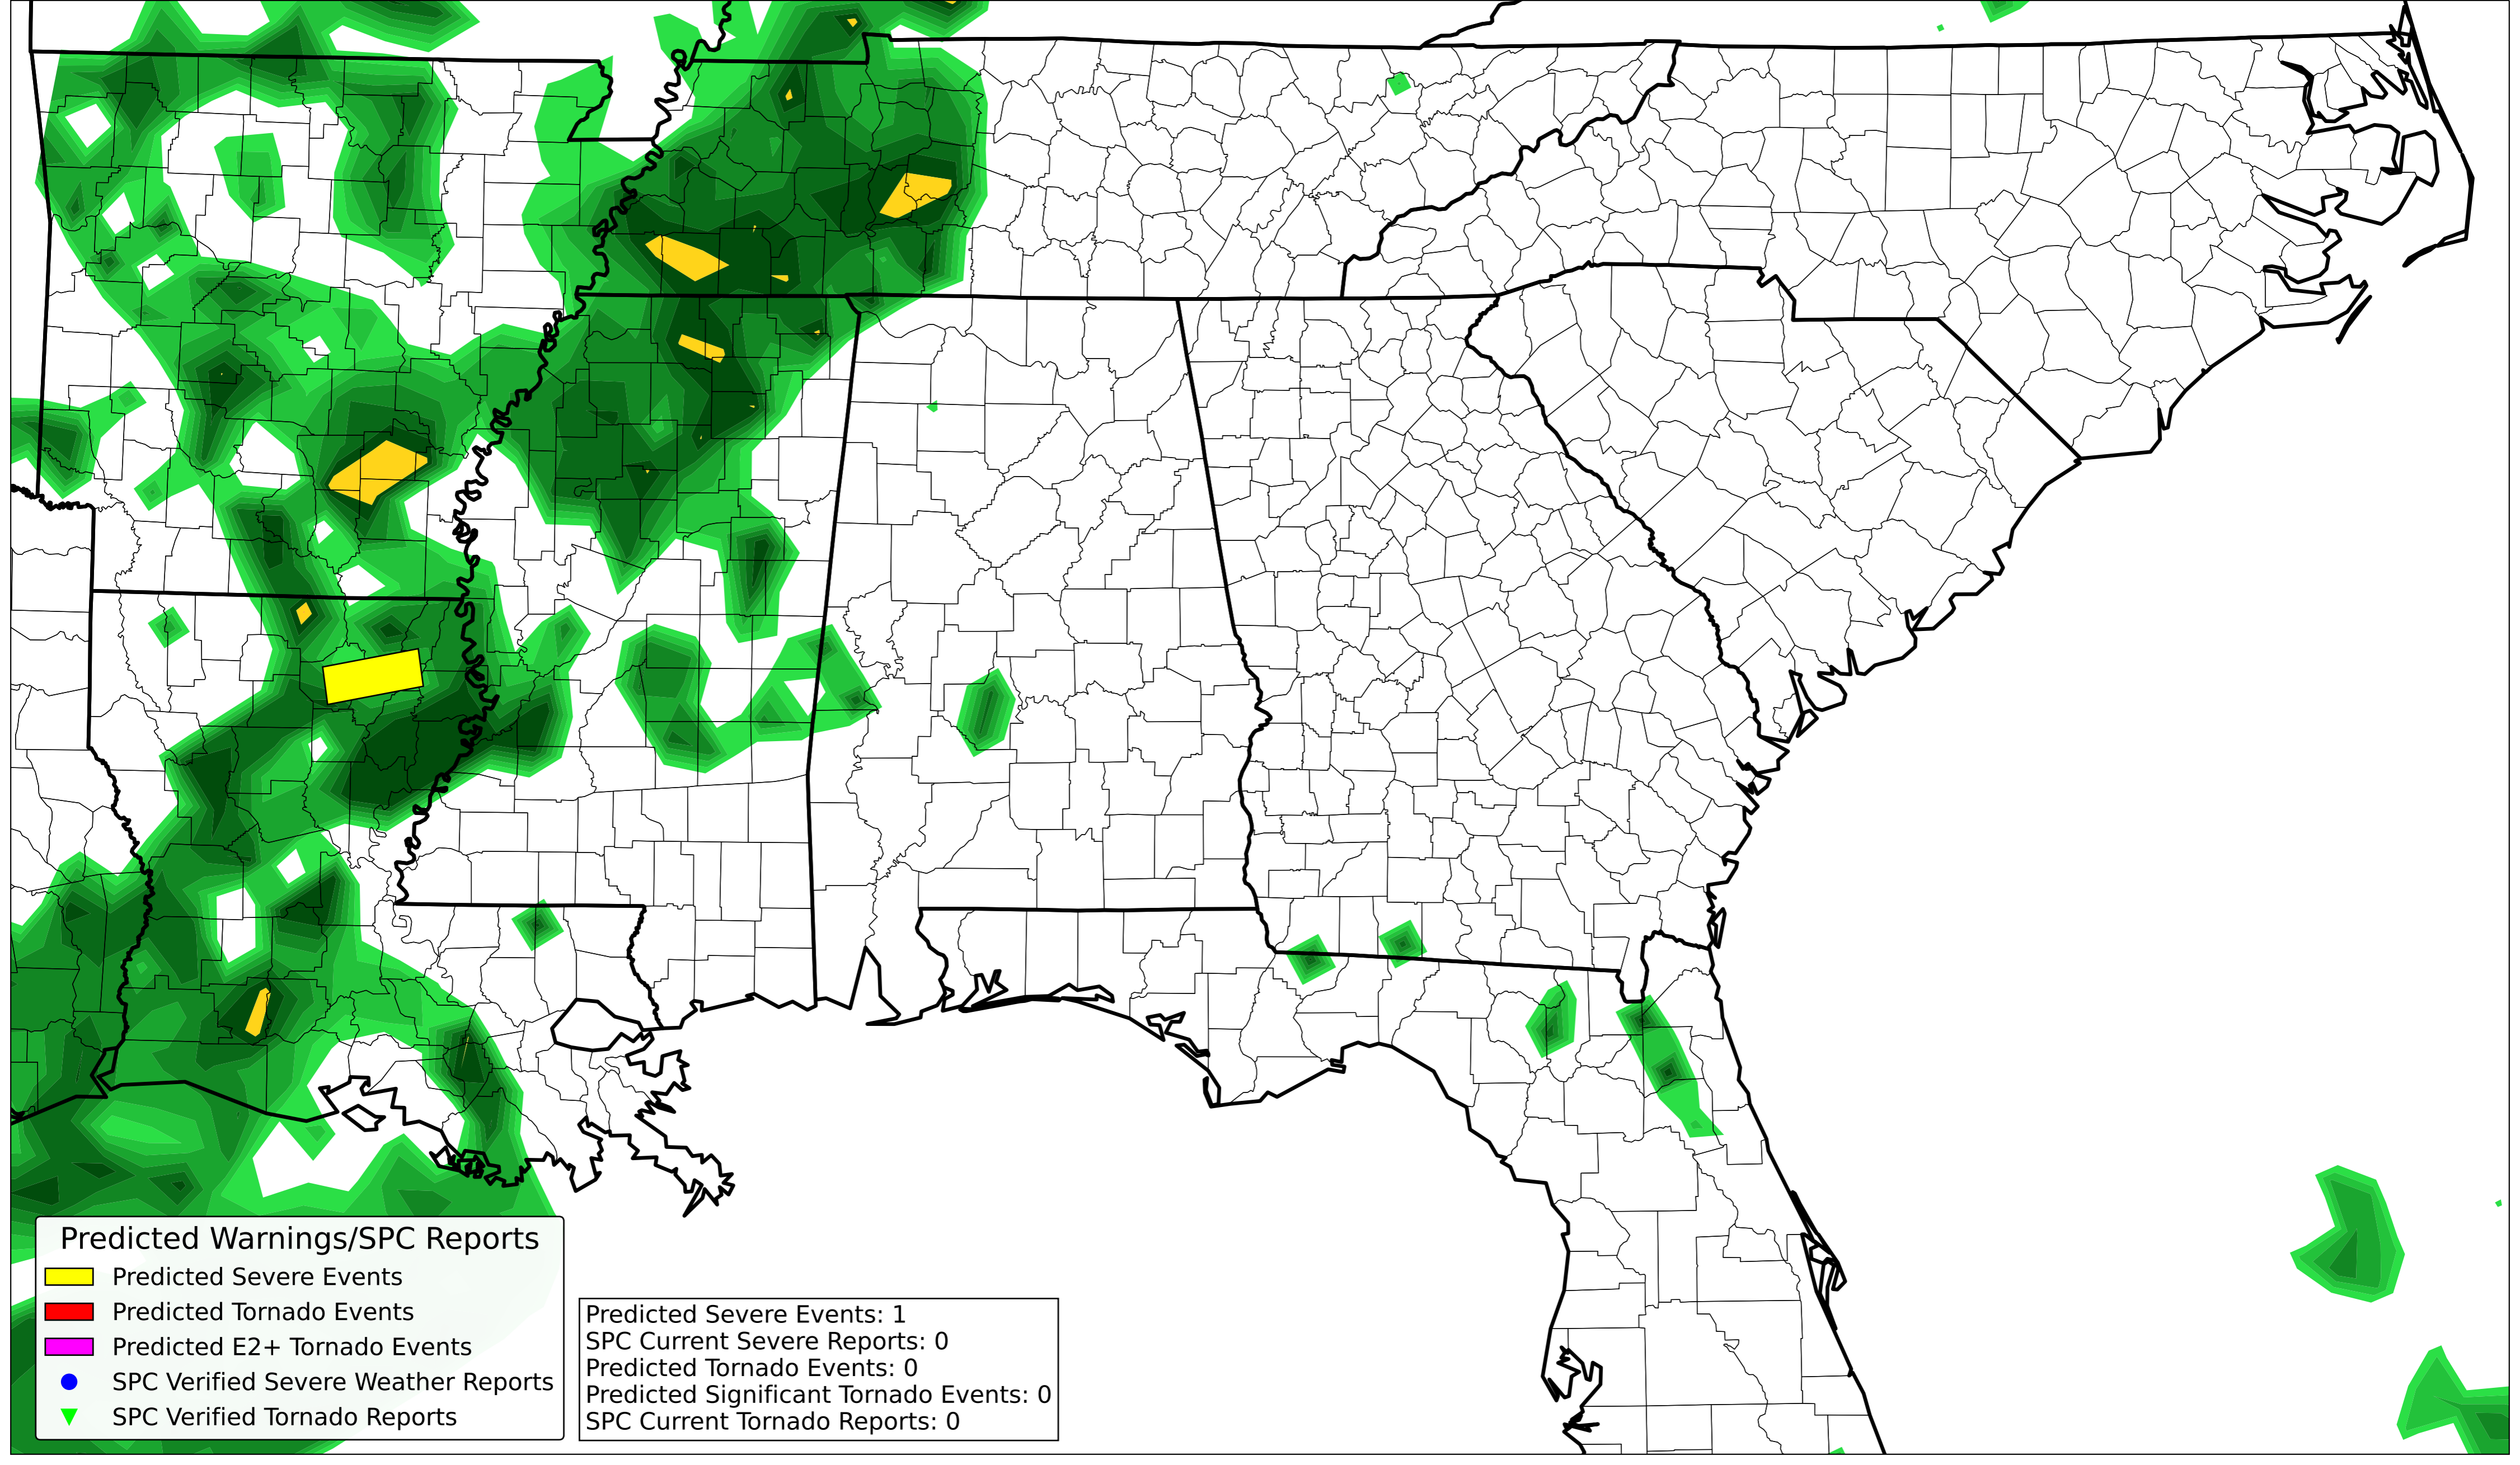 Predicted Warnings/SPC Reports
Predicted Severe Events
Predicted Tornado Events
Predicted E2+ Tornado Events
SPC Verified Severe Weather Reports
SPC Verified Tornado Reports
Predicted Severe Events: 1
SPC Current Severe Reports: 0
Predicted Tornado Events: 0
Predicted Significant Tornado Events: 0
SPC Current Tornado Reports: 0